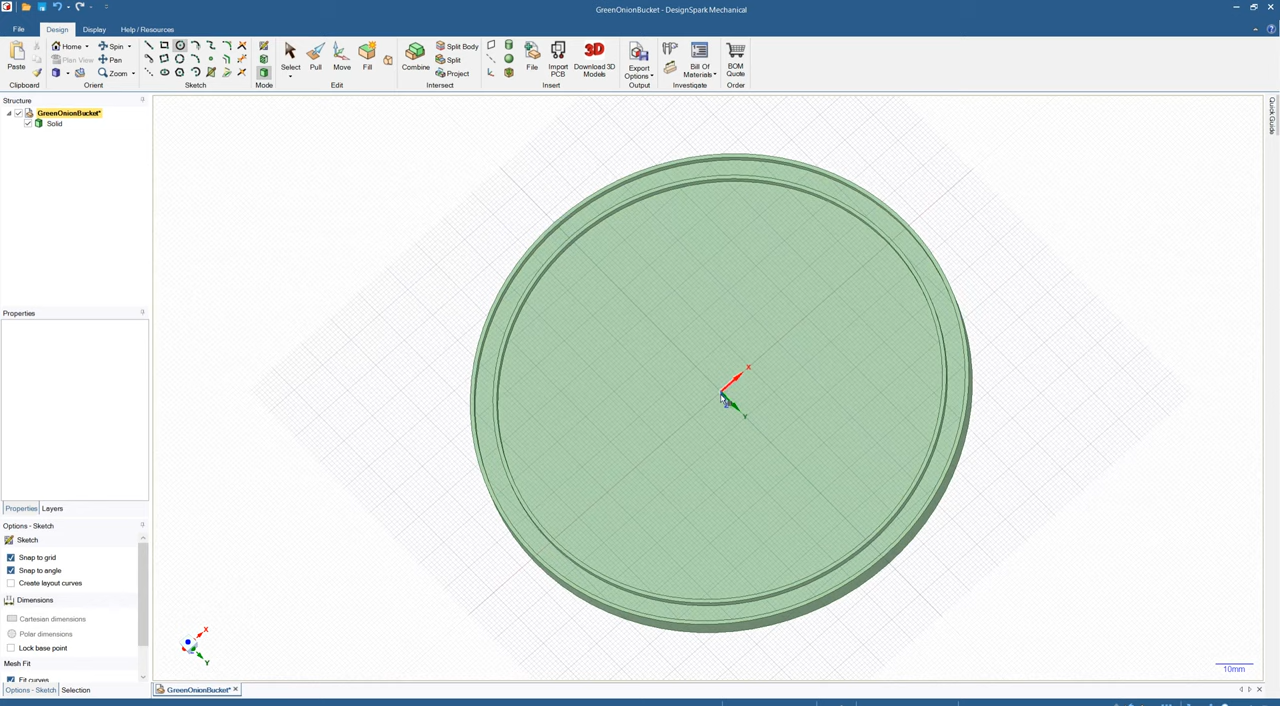 GreenOnionBucket - DesignSpark Mechanical
File Design Display Help / Resources
Paste Home Spin Plan View Pan Zoom Select Pull Move Fill Combine Split Body Split Project File Import PCB Download 3D Models Export Options Bill Of Materials BOM Quote
Clipboard Orient Sketch Mode Edit Intersect Insert Output Investigate Order
Structure
GreenOnionBucket*
Solid
Quick Guide
Properties
X
Y
Properties Layers
Options - Sketch
Sketch
Snap to grid
Snap to angle
Create layout curves
Dimensions
Cartesian dimensions
Polar dimensions
Lock base point
Mesh Fit
Fit curves
X
Y
10mm
Options - Sketch Selection GreenOnionBucket*